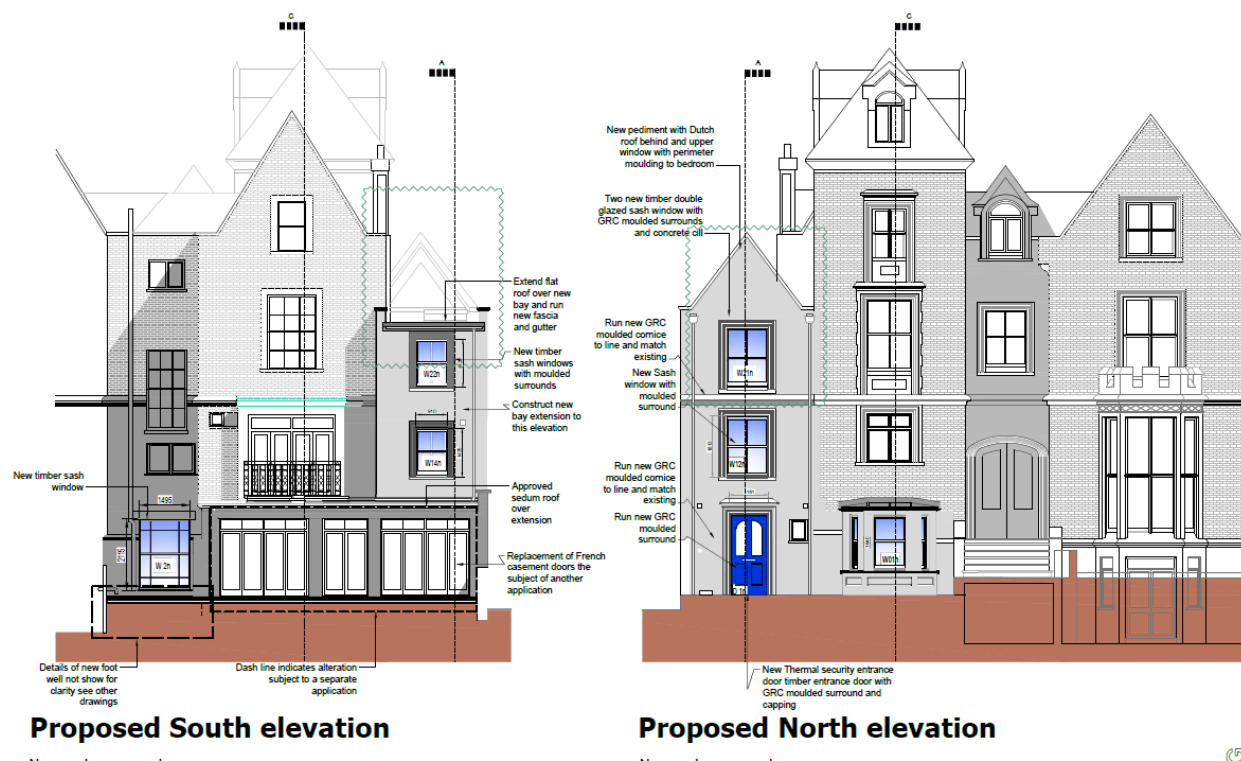 C
A
Extend flat
roof over new
bay and run
new fascia
and gutter
W22n
New timber
sash windows
with moulded
surrounds
Construct new
bay extension to
this elevation
910
W14n
New timber sash
window
1495
2115
W 2n
Approved
sedum roof
over
extension
Replacement of French
casement doors the
subject of another
application
Details of new foot
well not show for
clarity see other
drawings
Dash line indicates alteration
subject to a separate
application
Proposed South elevation
C
A
New pediment with Dutch
roof behind and upper
window with perimeter
moulding to bedroom
Two new timber double
glazed sash window with
GRC moulded surrounds
and concrete cill
Run new GRC
moulded cornice
to line and match
existing
W21n
New Sash
window with
moulded
surround
W12n
Run new GRC
moulded cornice
to line and match
existing
Run new GRC
moulded
surround
W01n
New Thermal security entrance
door timber entrance door with
GRC moulded surround and
capping
Proposed North elevation